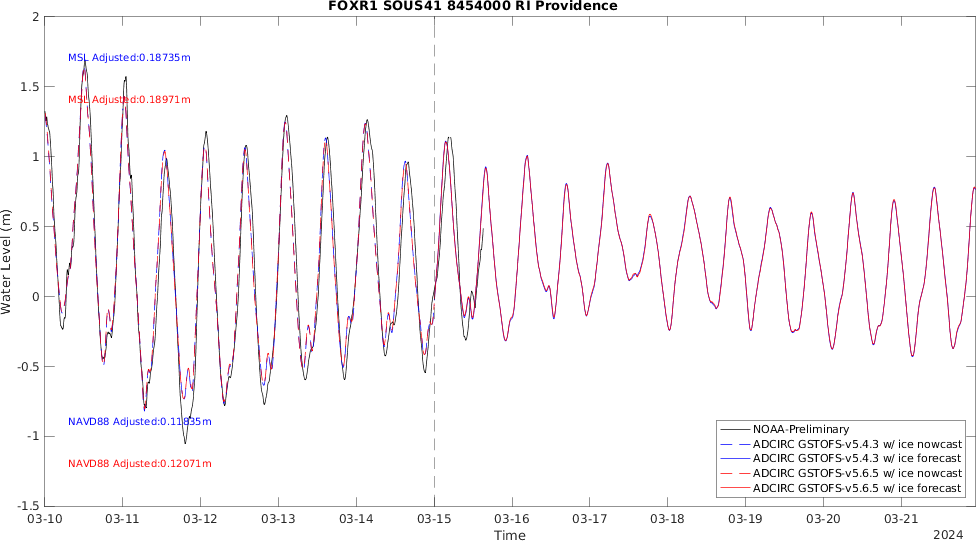 FOXR1 SOUS41 8454000 RI Providence
2
1.5
1
0.5
0
-0.5
-1
-1.5
Water Level (m)
MSL Adjusted:0.18735m
MSL Adjusted:0.18971m
NAVD88 Adjusted:0.11835m
NAVD88 Adjusted:0.12071m
NOAA-Preliminary
ADCIRC GSTOFS-v5.4.3 w/ ice nowcast
ADCIRC GSTOFS-v5.4.3 w/ ice forecast
ADCIRC GSTOFS-v5.6.5 w/ ice nowcast
ADCIRC GSTOFS-v5.6.5 w/ ice forecast
03-10 03-11 03-12 03-13 03-14 03-15 03-16 03-17 03-18 03-19 03-20 03-21
Time
2024